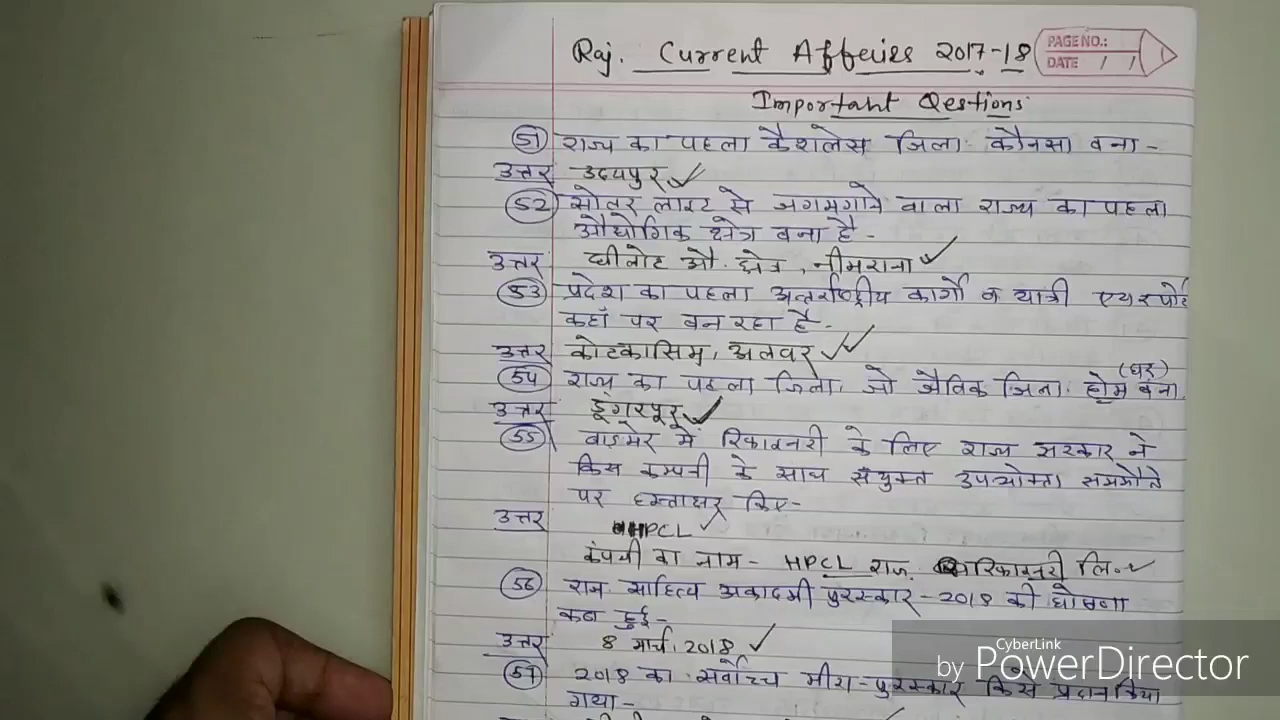 Raj. Current Affeirs 2017-18
PAGE NO.:
DATE / /
Important Qestions
51 राज्य का पहला कैशलेस जिला कौनसा बना -
उत्तर उदयपुर
52 सोलर लाइट से जगमगाने वाला राज्य का पहला
औद्योगिक क्षेत्र बना है -
उत्तर घीलोट औ. क्षेत्र, नीमराना
53 प्रदेश का पहला अन्तर्राष्ट्रीय कार्गो व यात्री एयरपोर्ट
कहाँ पर बन रहा है -
उत्तर कोटकासिम, अलवर
(घर)
54 राज्य का पहला जिला, जो जैविक जिला होम बना
उत्तर डूंगरपुर
55 बाड़मेर में रिफाइनरी के लिए राज्य सरकार ने
किस कम्पनी के साथ संयुक्त उपयोक्ता समझौते
पर हस्ताक्षर किए -
उत्तर HPCL
कंपनी का नाम - HPCL राज. रिफाइनरी लि.
56 राज. साहित्य अकादमी पुरस्कार - 2018 की घोषणा
कब हुई -
उत्तर 8 मार्च, 2018
57 2018 का सर्वोच्च मीरा-पुरस्कार किसे प्रदान किया
गया -
CyberLink
by PowerDirector